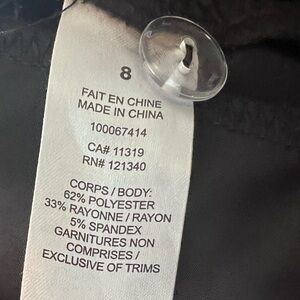 8
FAIT EN CHINE
MADE IN CHINA
100067414
CA# 11319
RN# 121340
CORPS / BODY:
62% POLYESTER
33% RAYONNE / RAYON
5% SPANDEX
GARNITURES NON
COMPRISES /
EXCLUSIVE OF TRIMS